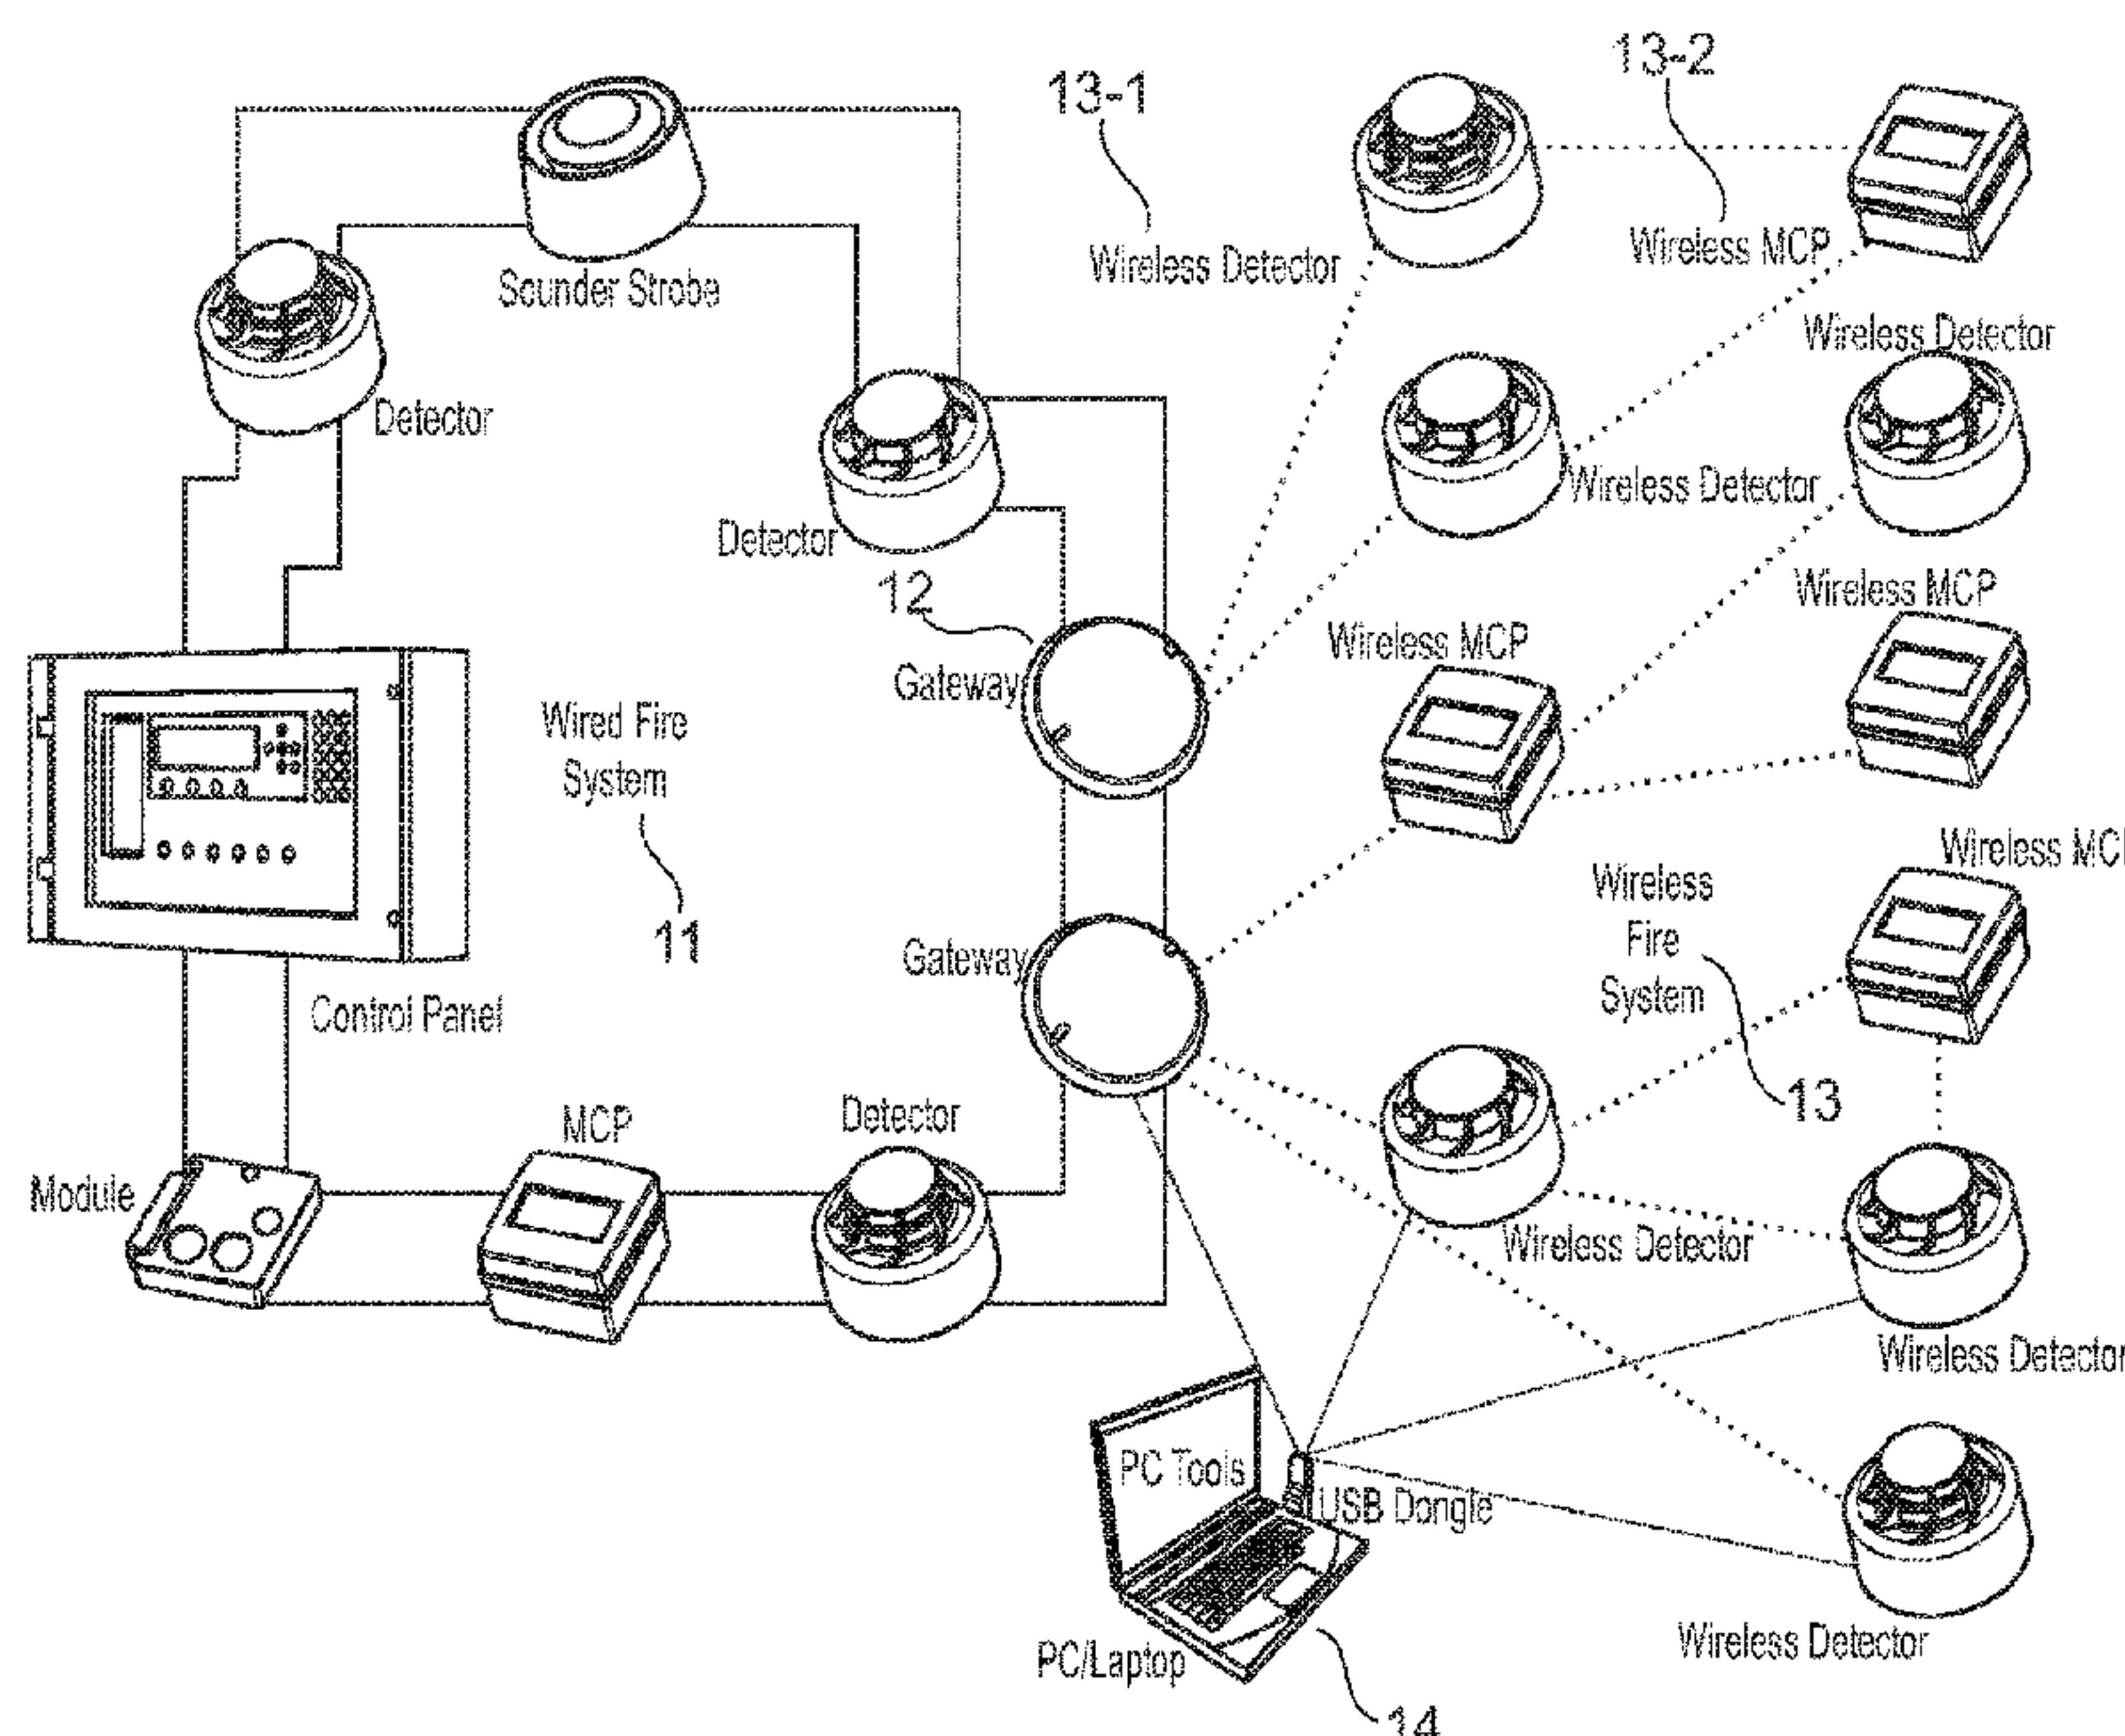 13-2
13-1
Wireless MCP
Wireless Detector
Sounder Strobe
Wireless Detector
Detector
Wireless Detector
Detector
12
Wireless MCP
Wireless MCP
Gateway
Wired Fire
System
11
Wireless MCP
Wireless
Fire
System
13
Gateway
Control Panel
MCP
Detector
Module
Wireless Detector
Wireless Detector
PC Tools
USB Dongle
Wireless Detector
PC/Laptop
14